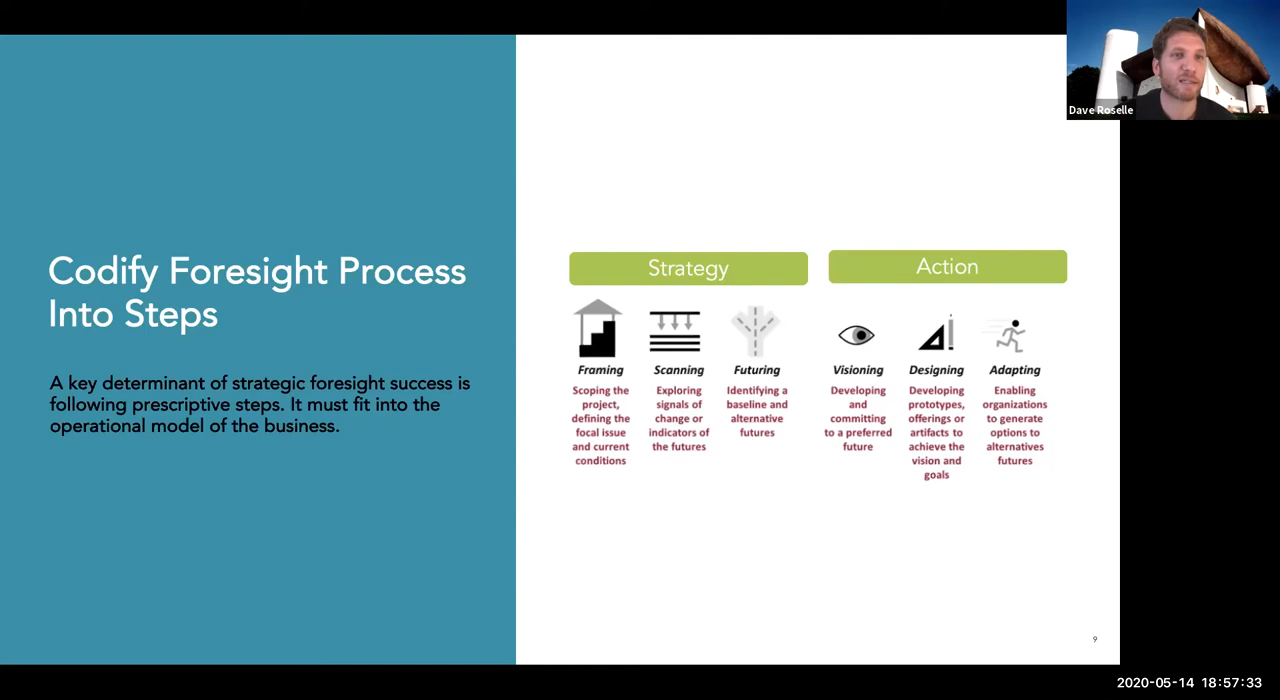 Dave Roselle
Codify Foresight Process
Into Steps
A key determinant of strategic foresight success is
following prescriptive steps. It must fit into the
operational model of the business.
Strategy
Framing
Scoping the
project,
defining the
focal issue
and current
conditions
Scanning
Exploring
signals of
change or
indicators of
the futures
Futuring
Identifying a
baseline and
alternative
futures
Action
Visioning
Developing
and
committing
to a preferred
future
Designing
Developing
prototypes,
offerings or
artifacts to
achieve the
vision and
goals
Adapting
Enabling
organizations
to generate
options to
alternatives
futures
9
2020-05-14 18:57:33